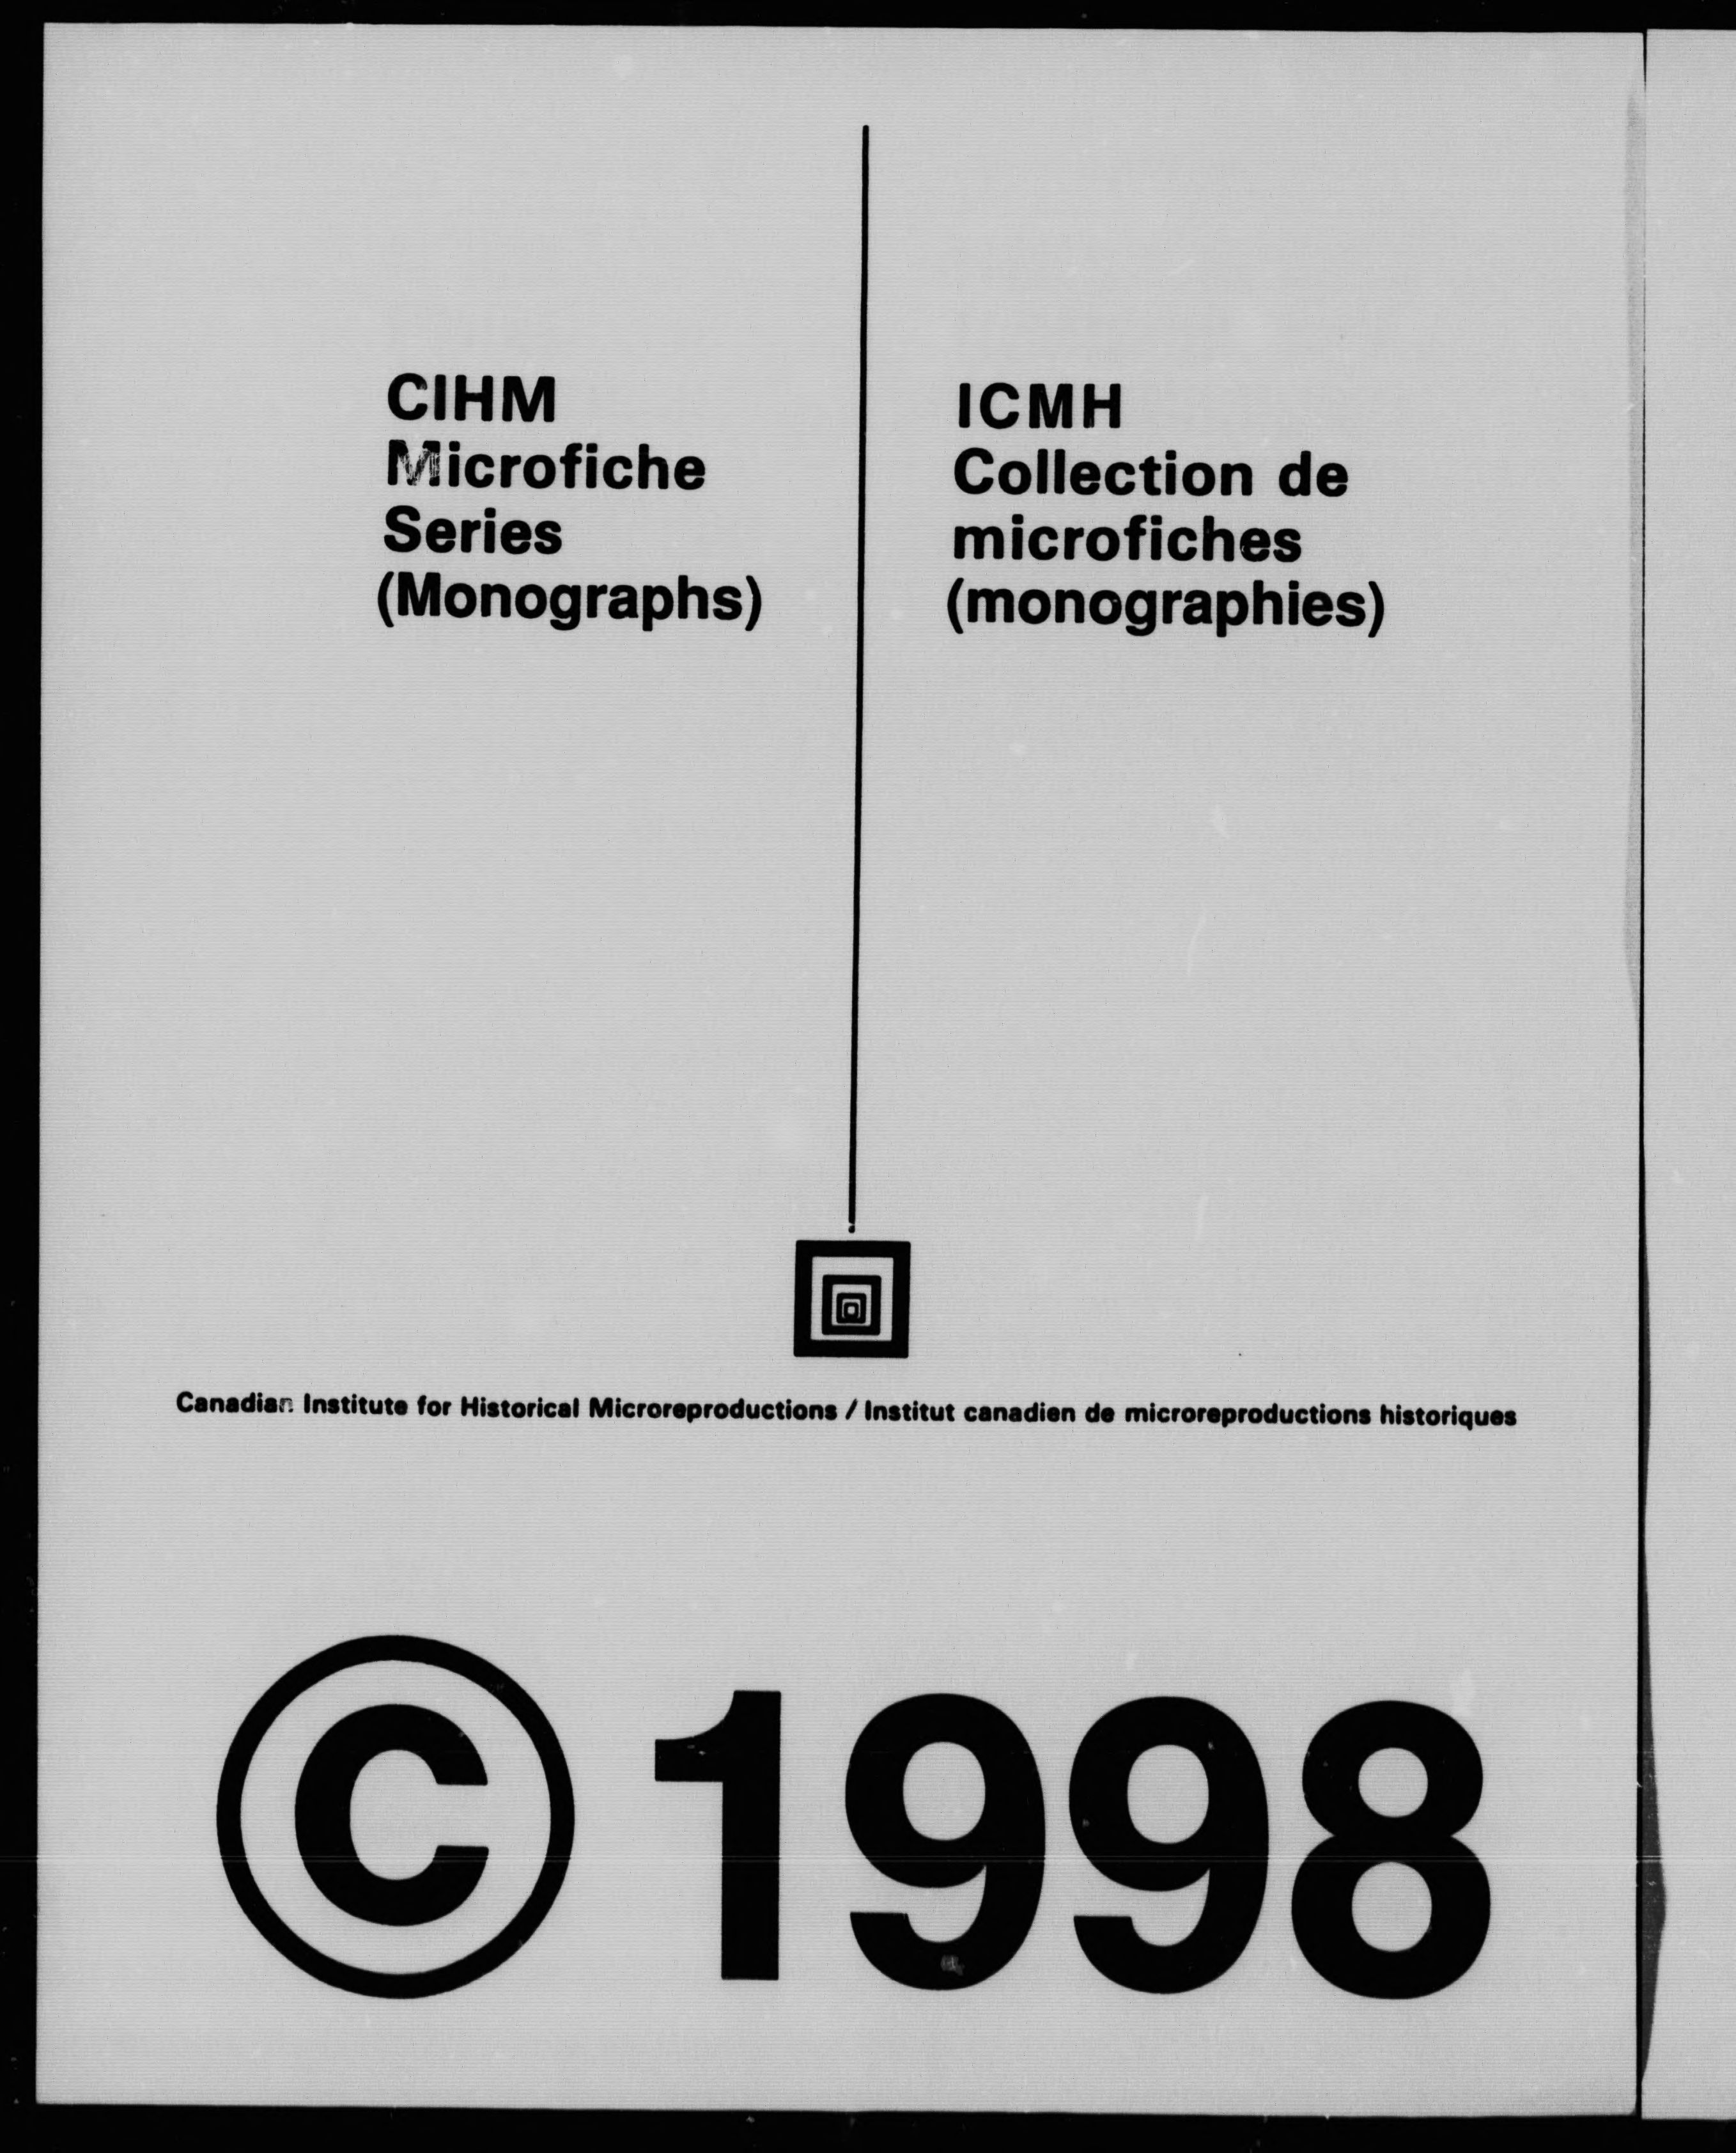 CIHM
Microfiche
Series
(Monographs)
ICMH
Collection de
microfiches
(monographies)
Canadian Institute for Historical Microreproductions / Institut canadien de microreproductions historiques
© 1998